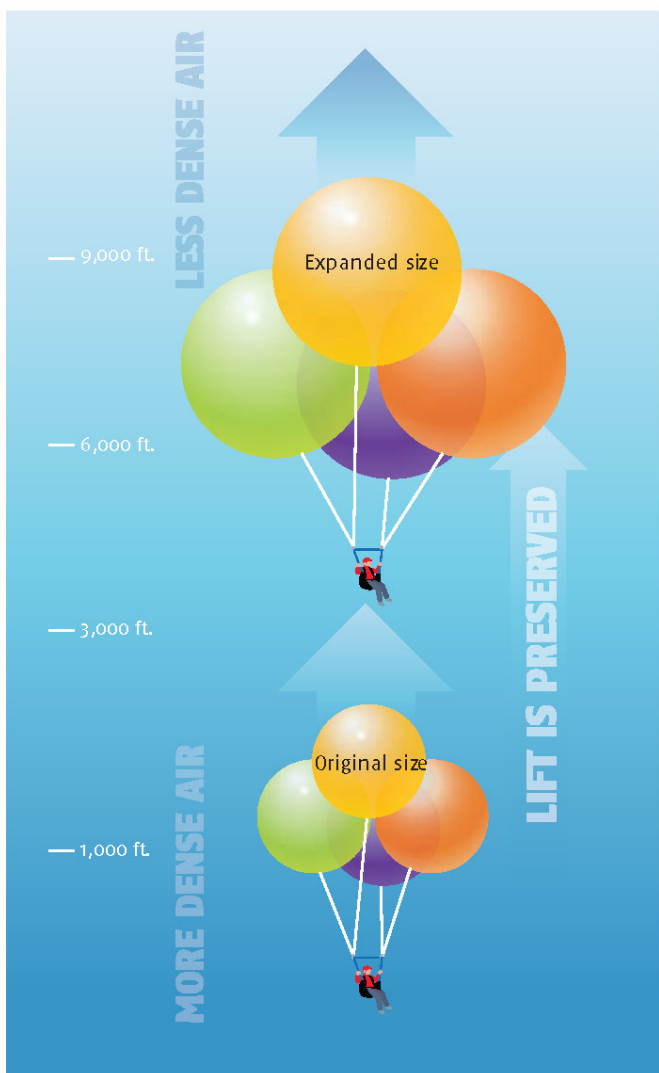 LESS DENSE AIR
9,000 ft.
Expanded size
6,000 ft.
LIFT IS PRESERVED
3,000 ft.
MORE DENSE AIR
Original size
1,000 ft.